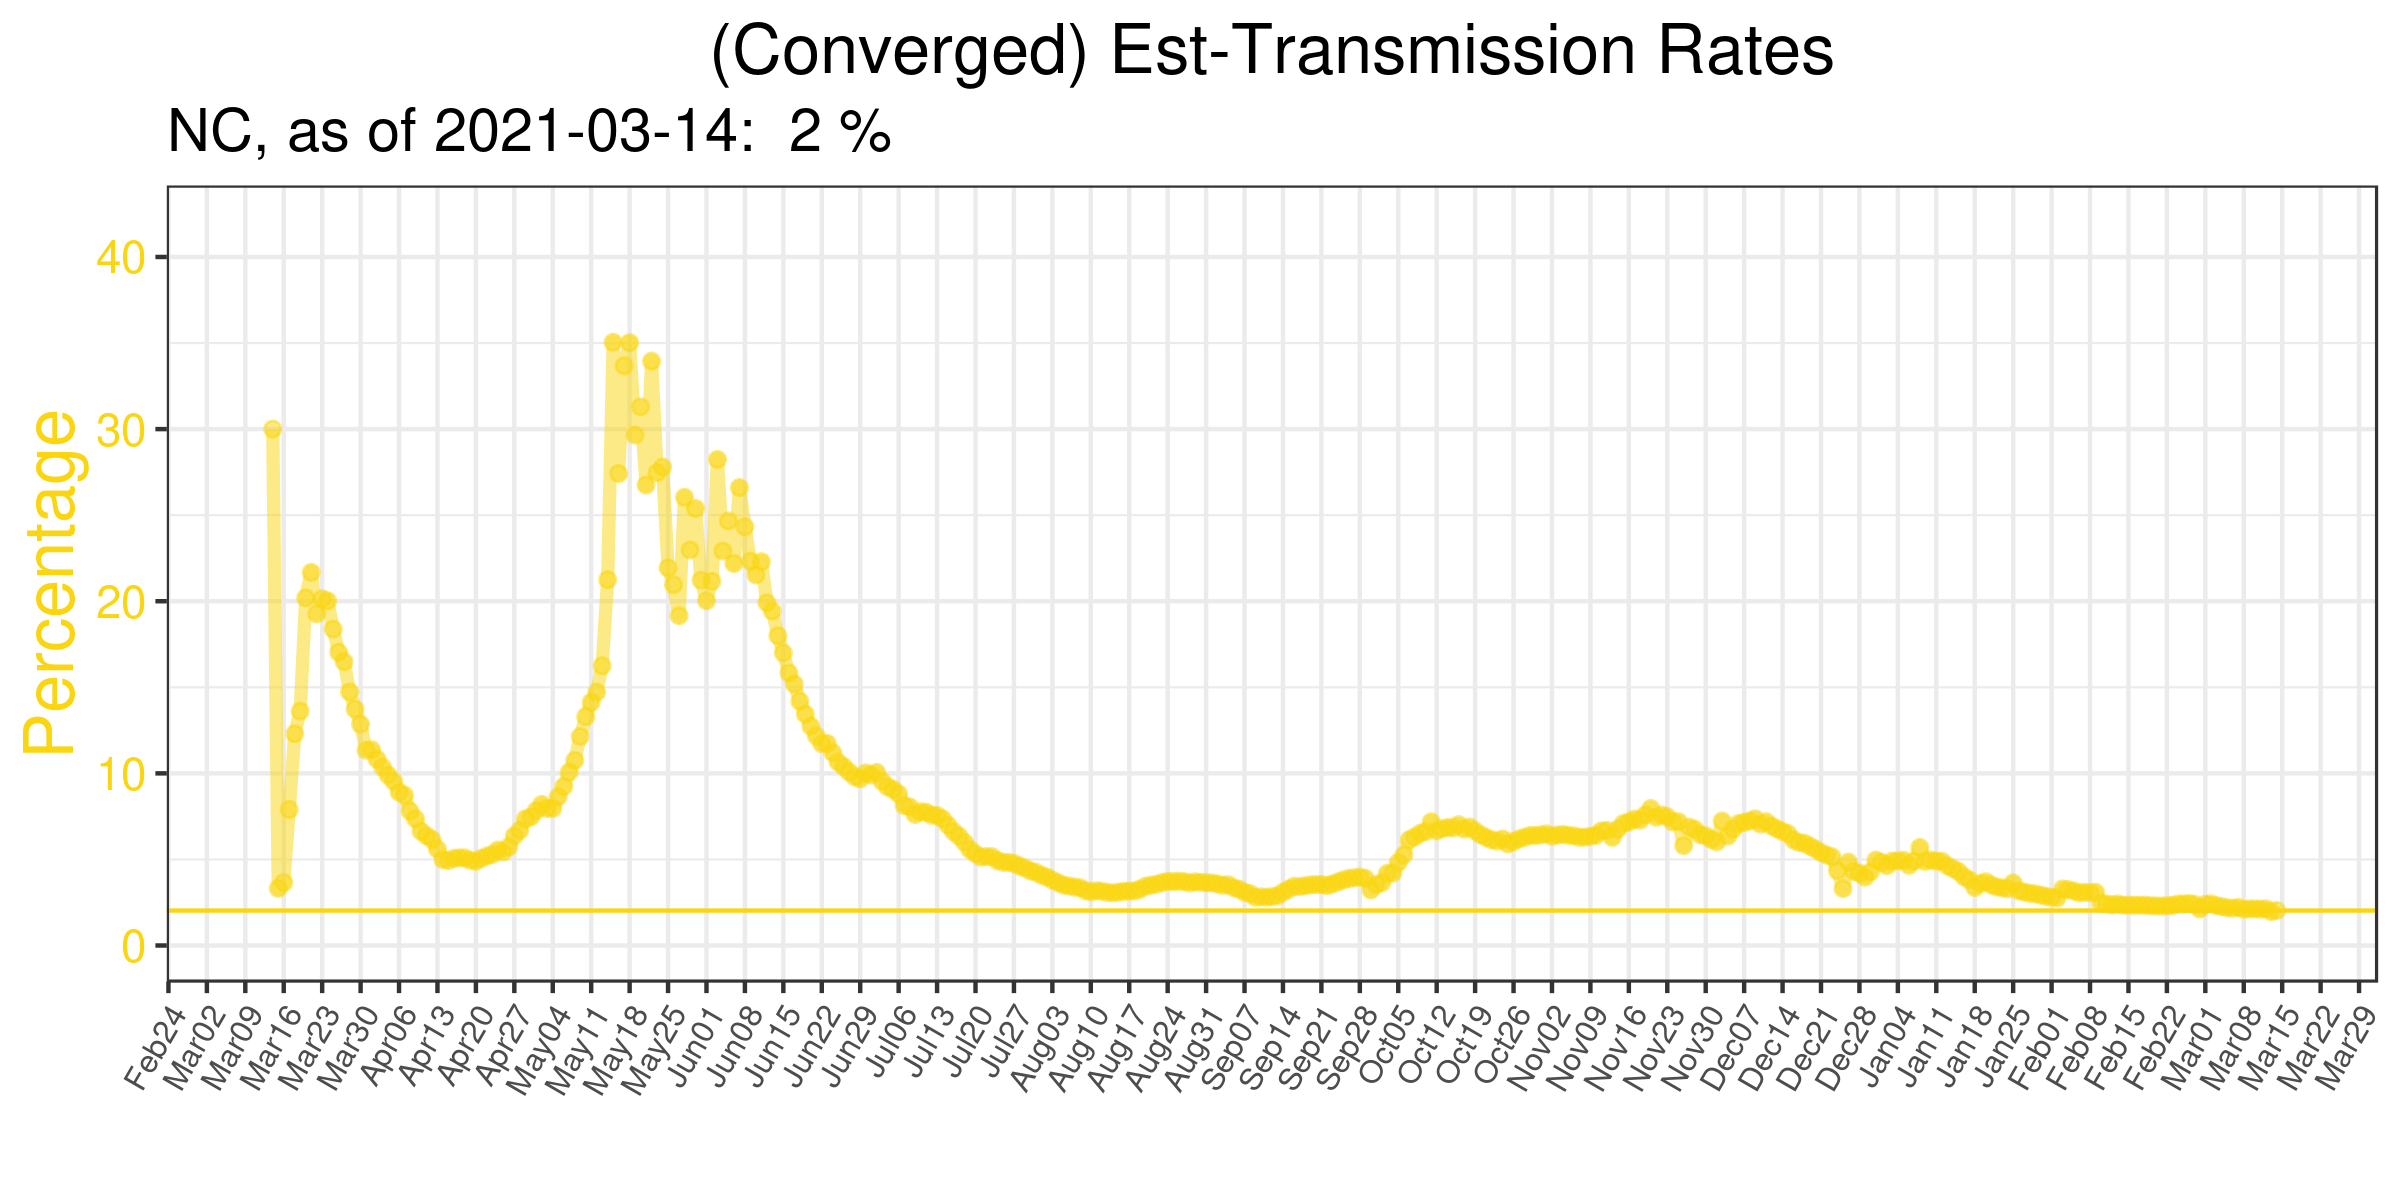 (Converged) Est-Transmission Rates
NC, as of 2021-03-14:  2 %
Percentage
40
30
20
10
0
Feb24
Mar02
Mar09
Mar16
Mar23
Mar30
Apr06
Apr13
Apr20
Apr27
May04
May11
May18
May25
Jun01
Jun08
Jun15
Jun22
Jun29
Jul06
Jul13
Jul20
Jul27
Aug03
Aug10
Aug17
Aug24
Aug31
Sep07
Sep14
Sep21
Sep28
Oct05
Oct12
Oct19
Oct26
Nov02
Nov09
Nov16
Nov23
Nov30
Dec07
Dec14
Dec21
Dec28
Jan04
Jan11
Jan18
Jan25
Feb01
Feb08
Feb15
Feb22
Mar01
Mar08
Mar15
Mar22
Mar29